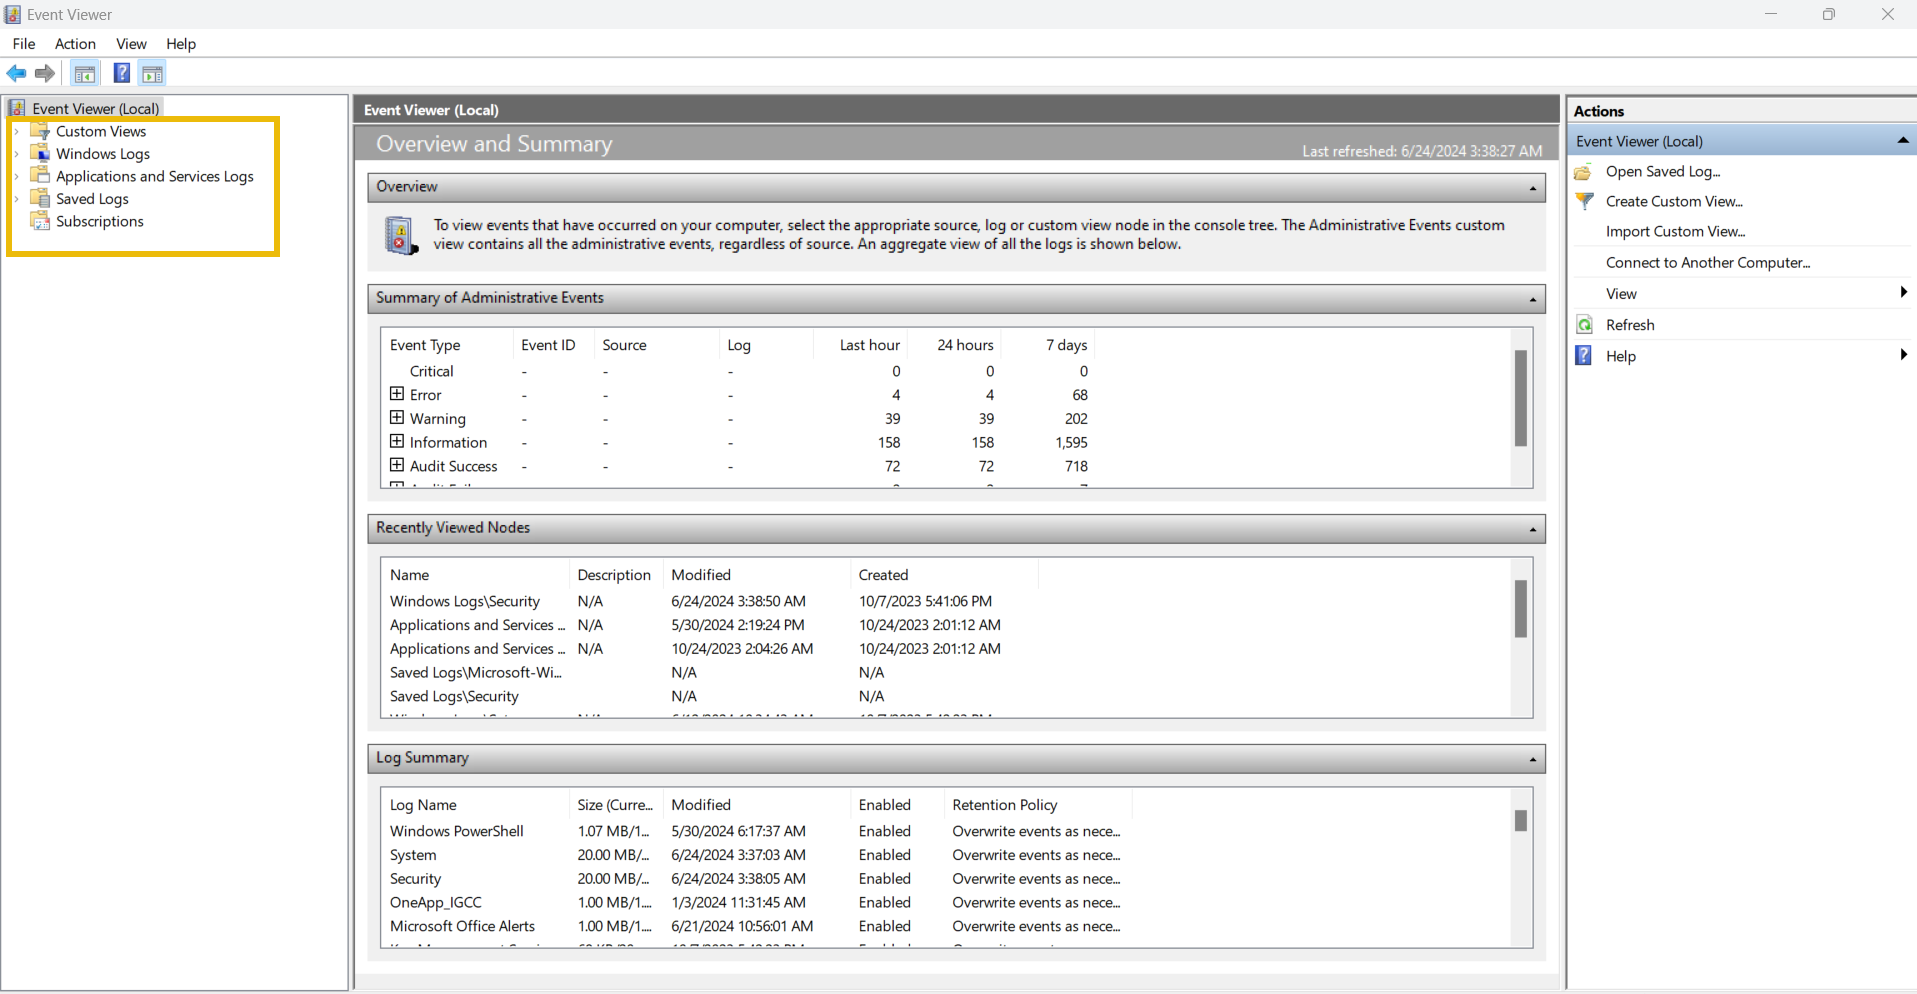 Event Viewer
File Action View Help
Event Viewer (Local)
Custom Views
Windows Logs
Applications and Services Logs
Saved Logs
Subscriptions
Event Viewer (Local)
Overview and Summary
Last refreshed: 6/24/2024 3:38:27 AM
Overview
To view events that have occurred on your computer, select the appropriate source, log or custom view node in the console tree. The Administrative Events custom
view contains all the administrative events, regardless of source. An aggregate view of all the logs is shown below.
Summary of Administrative Events
Event Type Event ID Source Log Last hour 24 hours 7 days
Critical - - - 0 0 0
Error - - - 4 4 68
Warning - - - 39 39 202
Information - - - 158 158 1,595
Audit Success - - - 72 72 718
Recently Viewed Nodes
Name Description Modified Created
Windows Logs\Security N/A 6/24/2024 3:38:50 AM 10/7/2023 5:41:06 PM
Applications and Services ... N/A 5/30/2024 2:19:24 PM 10/24/2023 2:01:12 AM
Applications and Services ... N/A 10/24/2023 2:04:26 AM 10/24/2023 2:01:12 AM
Saved Logs\Microsoft-Wi... N/A N/A
Saved Logs\Security N/A N/A
Log Summary
Log Name Size (Curre... Modified Enabled Retention Policy
Windows PowerShell 1.07 MB/1... 5/30/2024 6:17:37 AM Enabled Overwrite events as nece...
System 20.00 MB/... 6/24/2024 3:37:03 AM Enabled Overwrite events as nece...
Security 20.00 MB/... 6/24/2024 3:38:05 AM Enabled Overwrite events as nece...
OneApp_IGCC 1.00 MB/1... 1/3/2024 11:31:45 AM Enabled Overwrite events as nece...
Microsoft Office Alerts 1.00 MB/1... 6/21/2024 10:56:01 AM Enabled Overwrite events as nece...
Actions
Event Viewer (Local)
Open Saved Log...
Create Custom View...
Import Custom View...
Connect to Another Computer...
View
Refresh
Help